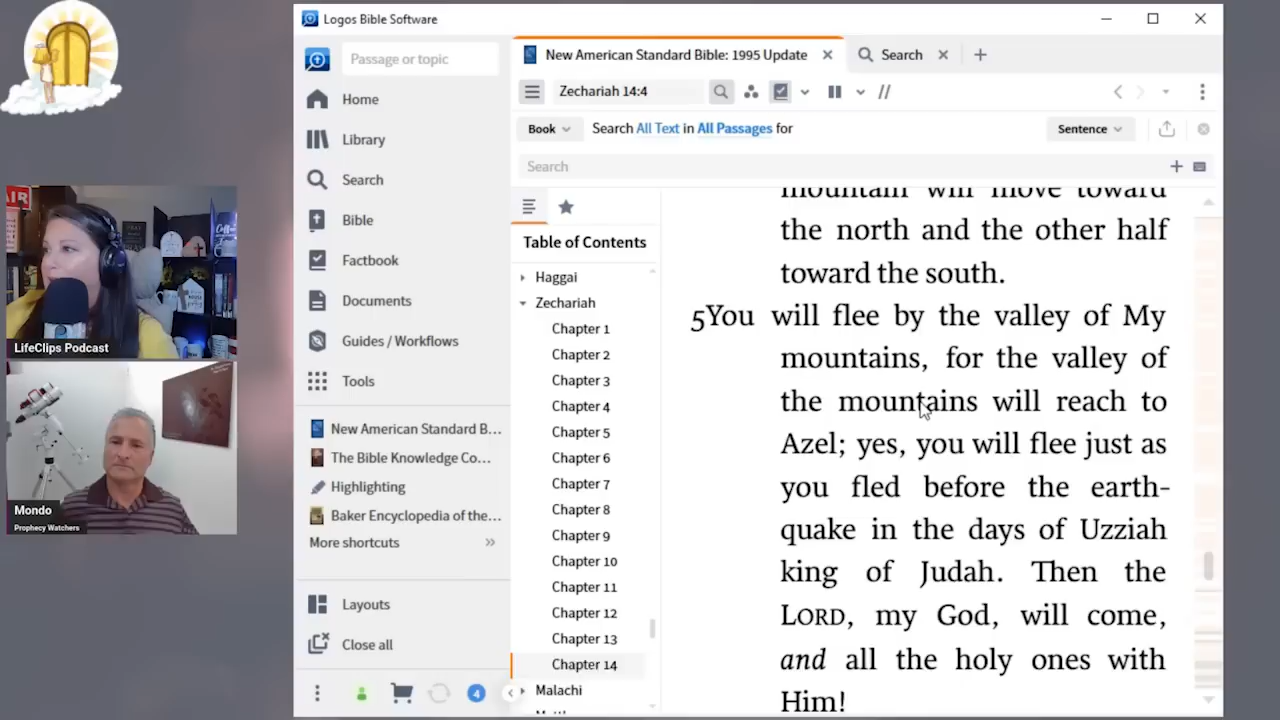 Logos Bible Software
Passage or topic
Home
Library
Search
Bible
Factbook
Documents
Guides / Workflows
Tools
New American Standard B...
The Bible Knowledge Co...
Highlighting
Baker Encyclopedia of the...
More shortcuts
Layouts
Close all
4
New American Standard Bible: 1995 Update
Search
Zechariah 14:4
Book
Search All Text in All Passages for
Sentence
Search
Table of Contents
Haggai
Zechariah
Chapter 1
Chapter 2
Chapter 3
Chapter 4
Chapter 5
Chapter 6
Chapter 7
Chapter 8
Chapter 9
Chapter 10
Chapter 11
Chapter 12
Chapter 13
Chapter 14
Malachi
mountain will move toward
the north and the other half
toward the south.
5You will flee by the valley of My
mountains, for the valley of
the mountains will reach to
Azel; yes, you will flee just as
you fled before the earth-
quake in the days of Uzziah
king of Judah. Then the
LORD, my God, will come,
and all the holy ones with
Him!
AIR
LifeClips Podcast
Mondo
Prophecy Watchers